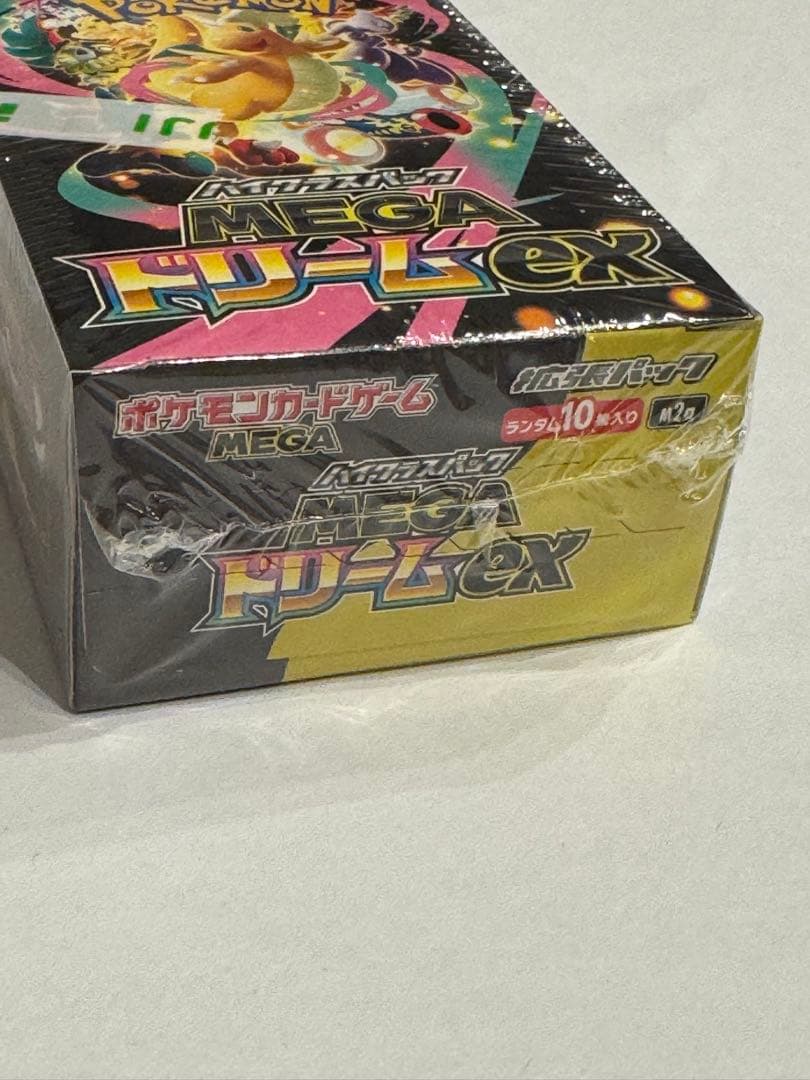 POKÉMON
ハイクラスパック
MEGA
ドリームex
拡張パック
ポケモンカードゲーム
MEGA
ランダム10枚入り
M2a
ハイクラスパック
MEGA
ドリームex